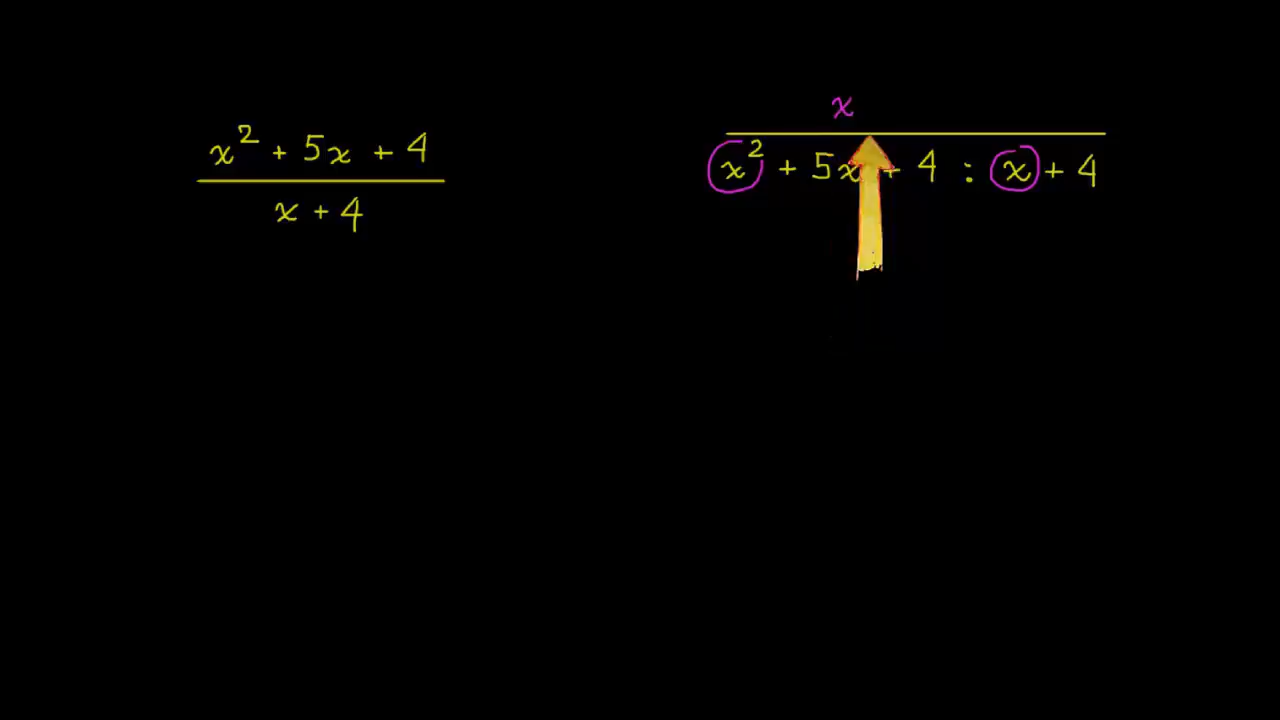 x² + 5x + 4
x + 4
x
x² + 5x + 4 : x + 4